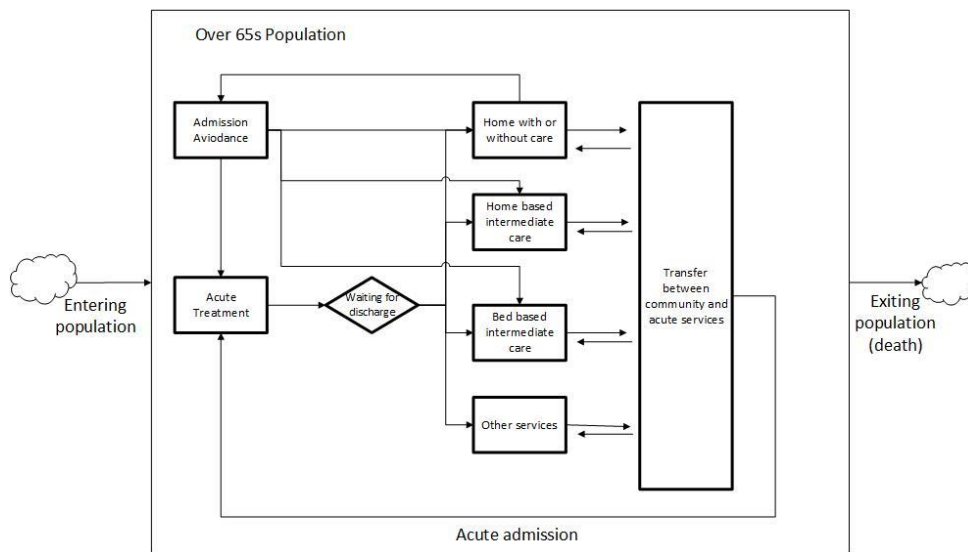 Over 65s Population
Admission
Aviodance
Home with or
without care
Home based
intermediate
care
Entering
population
Acute
Treatment
Waiting for
discharge
Bed based
intermediate
care
Other services
Transfer
between
community and
acute services
Exiting
population
(death)
Acute admission